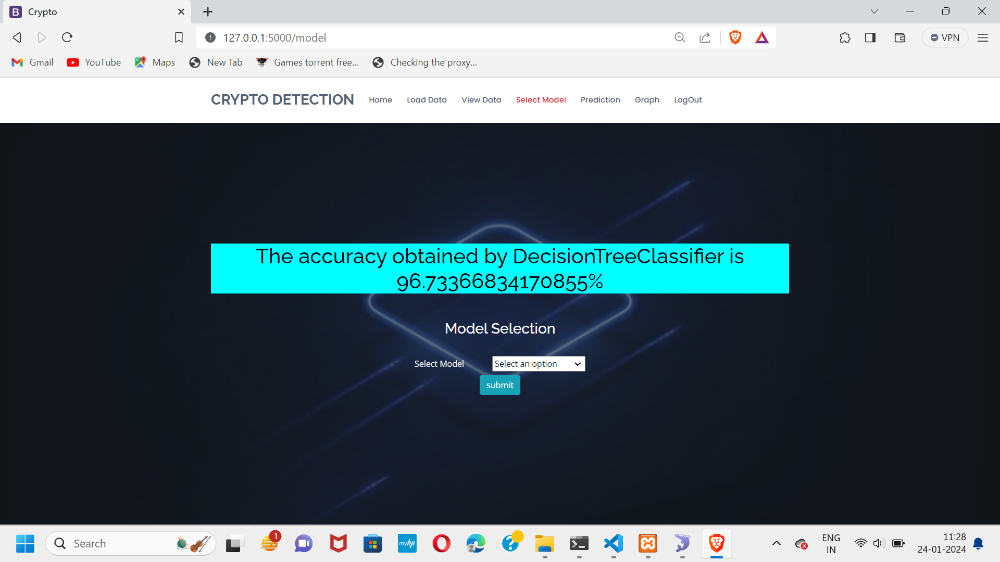 B Crypto
127.0.0.1:5000/model
VPN
Gmail YouTube Maps New Tab Games torrent free... Checking the proxy...
CRYPTO DETECTION Home Load Data View Data Select Model Prediction Graph LogOut
The accuracy obtained by DecisionTreeClassifier is
96.73366834170855%
Model Selection
Select Model Select an option
submit
Search
1
myhp
?
ENG
IN
11:28
24-01-2024